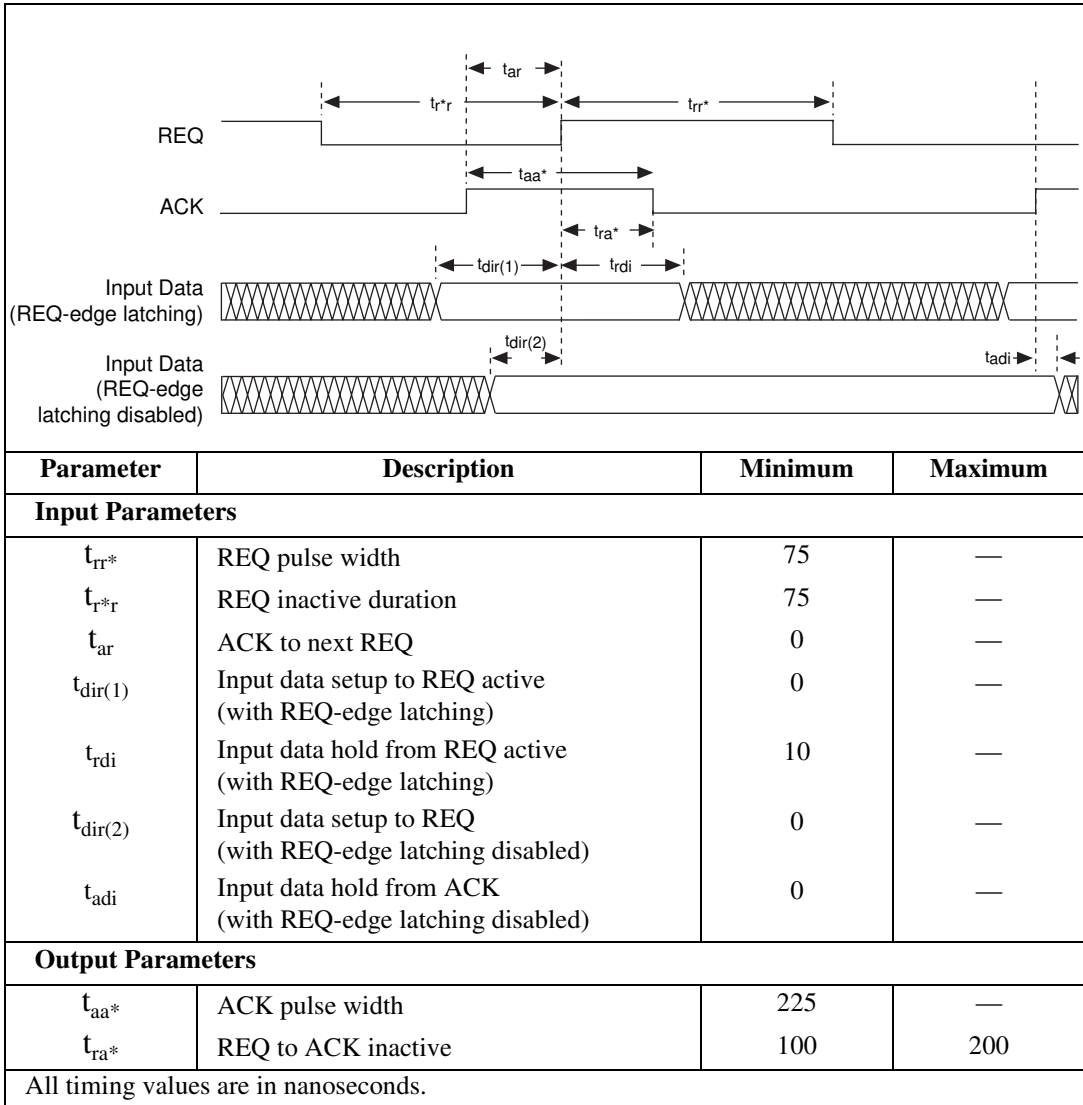 tar
tr*r
trr*
REQ
taa*
ACK
tra*
tdir(1)
trdi
Input Data
(REQ-edge latching)
tdir(2)
tadi
Input Data
(REQ-edge
latching disabled)
Parameter Description Minimum Maximum
Input Parameters
trr* REQ pulse width 75 —
tr*r REQ inactive duration 75 —
tar ACK to next REQ 0 —
tdir(1) Input data setup to REQ active 0 —
(with REQ-edge latching)
trdi Input data hold from REQ active 10 —
(with REQ-edge latching)
tdir(2) Input data setup to REQ 0 —
(with REQ-edge latching disabled)
tadi Input data hold from ACK 0 —
(with REQ-edge latching disabled)
Output Parameters
taa* ACK pulse width 225 —
tra* REQ to ACK inactive 100 200
All timing values are in nanoseconds.